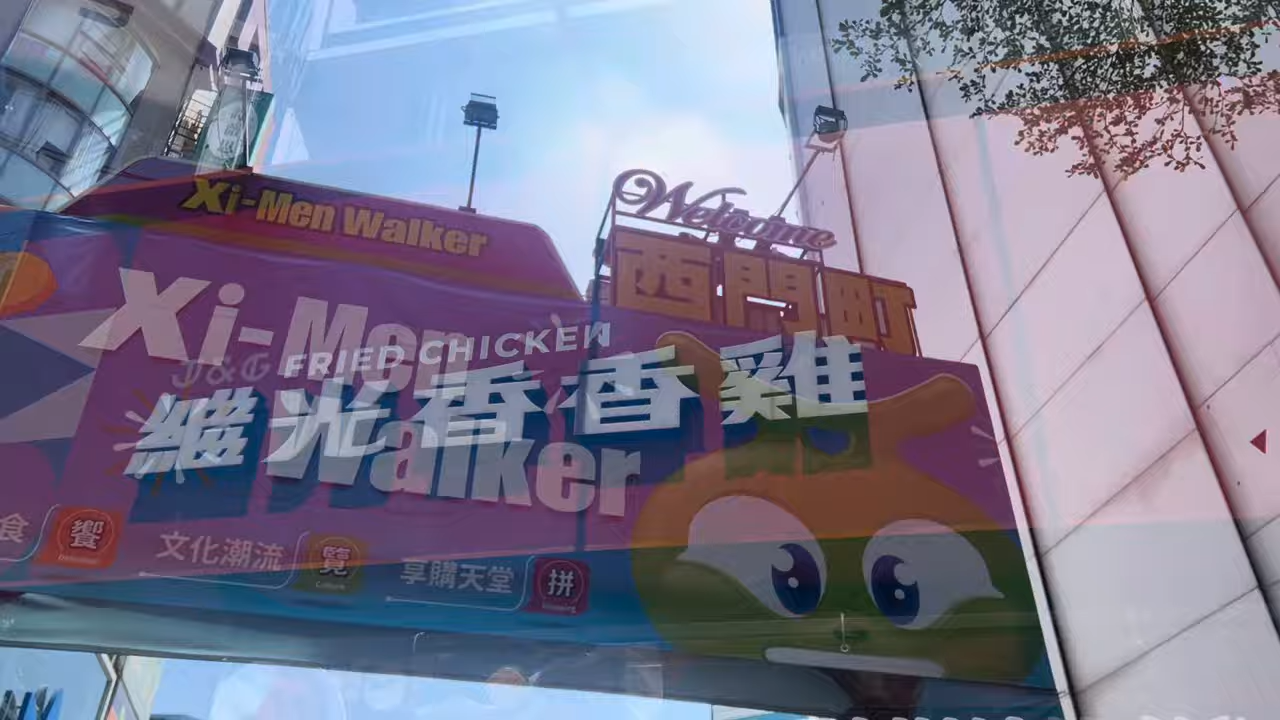 Xi-Men Walker
Welcome
西門町
Xi-Men
Walker
J&G FRIED CHICKEN
繼光香香雞
食 饗
文化潮流 覽
享購天堂 拼
NY